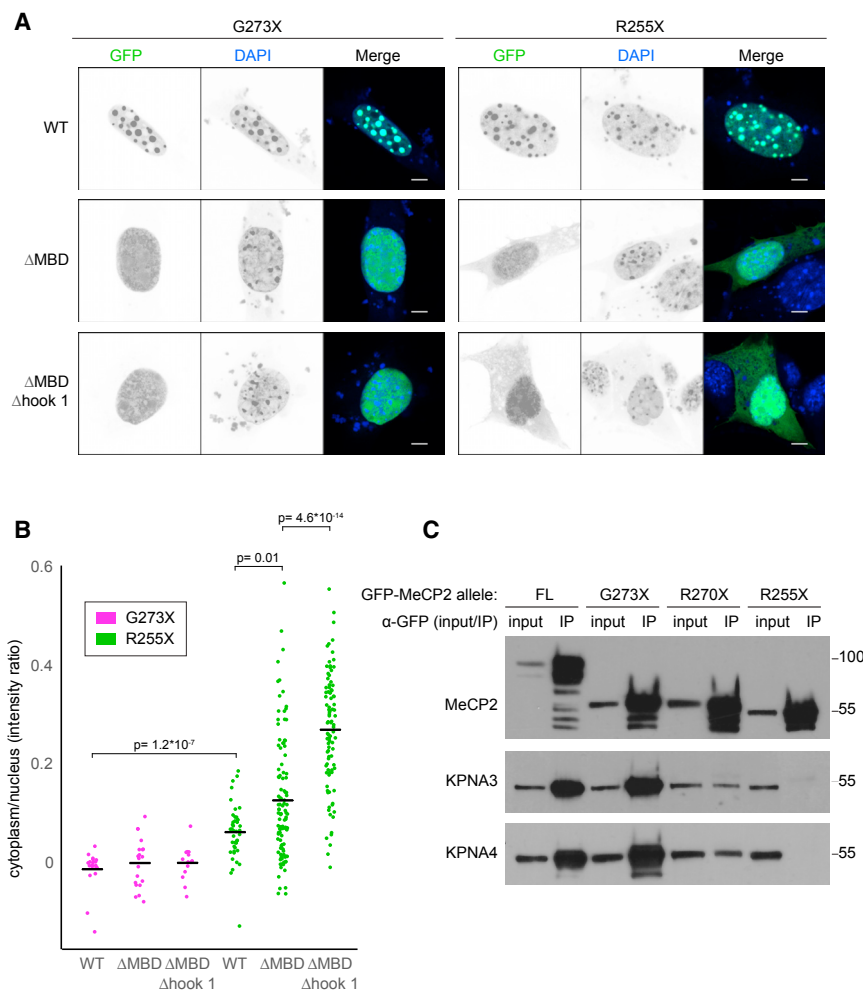 A
G273X
R255X
GFP DAPI Merge GFP DAPI Merge
WT
ΔMBD
ΔMBD
Δhook 1
B
p= 4.6*10-14
p= 0.01
0.6
G273X
R255X
0.4
p= 1.2*10-7
0.2
0
cytoplasm/nucleus (intensity ratio)
WT ΔMBD ΔMBD WT ΔMBD ΔMBD
Δhook 1 Δhook 1
C
GFP-MeCP2 allele: FL G273X R270X R255X
α-GFP (input/IP) input IP input IP input IP input IP
-100
MeCP2
-55
KPNA3 55
KPNA4 -55